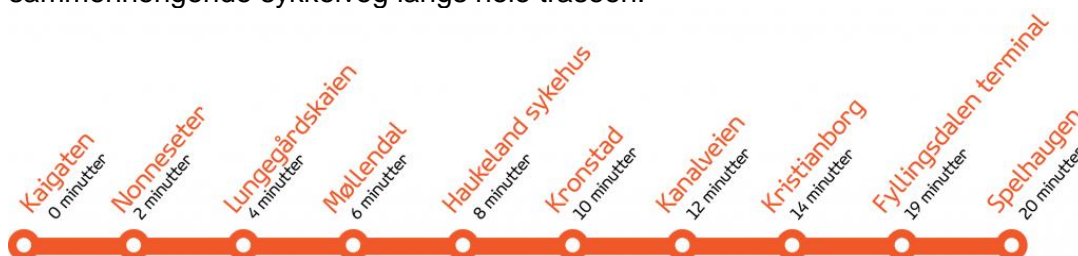 sammenhengende sykkelveg langs hele traséen.
Kaigaten
0 minutter
Nonneseter
2 minutter
Lungegårdskaien
4 minutter
Møllendal
6 minutter
Haukeland sykehus
8 minutter
Kronstad
10 minutter
Kanalveien
12 minutter
Kristianborg
14 minutter
Fyllingsdalen terminal
19 minutter
Spelhaugen
20 minutter